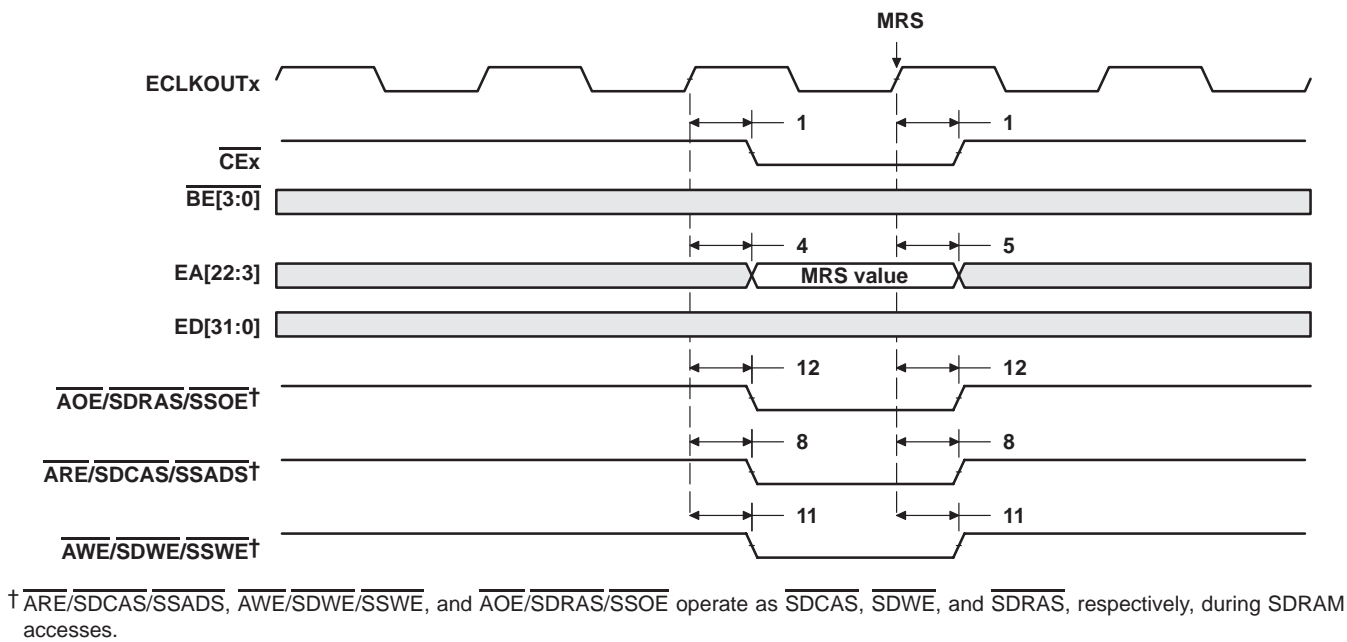 MRS
ECLKOUTx
1 1
CEx
BE[3:0]
4 5
EA[22:3] MRS value
ED[31:0]
12 12
AOE/SDRAS/SSOE†
8 8
ARE/SDCAS/SSADS†
11 11
AWE/SDWE/SSWE†
† ARE/SDCAS/SSADS, AWE/SDWE/SSWE, and AOE/SDRAS/SSOE operate as SDCAS, SDWE, and SDRAS, respectively, during SDRAM
accesses.